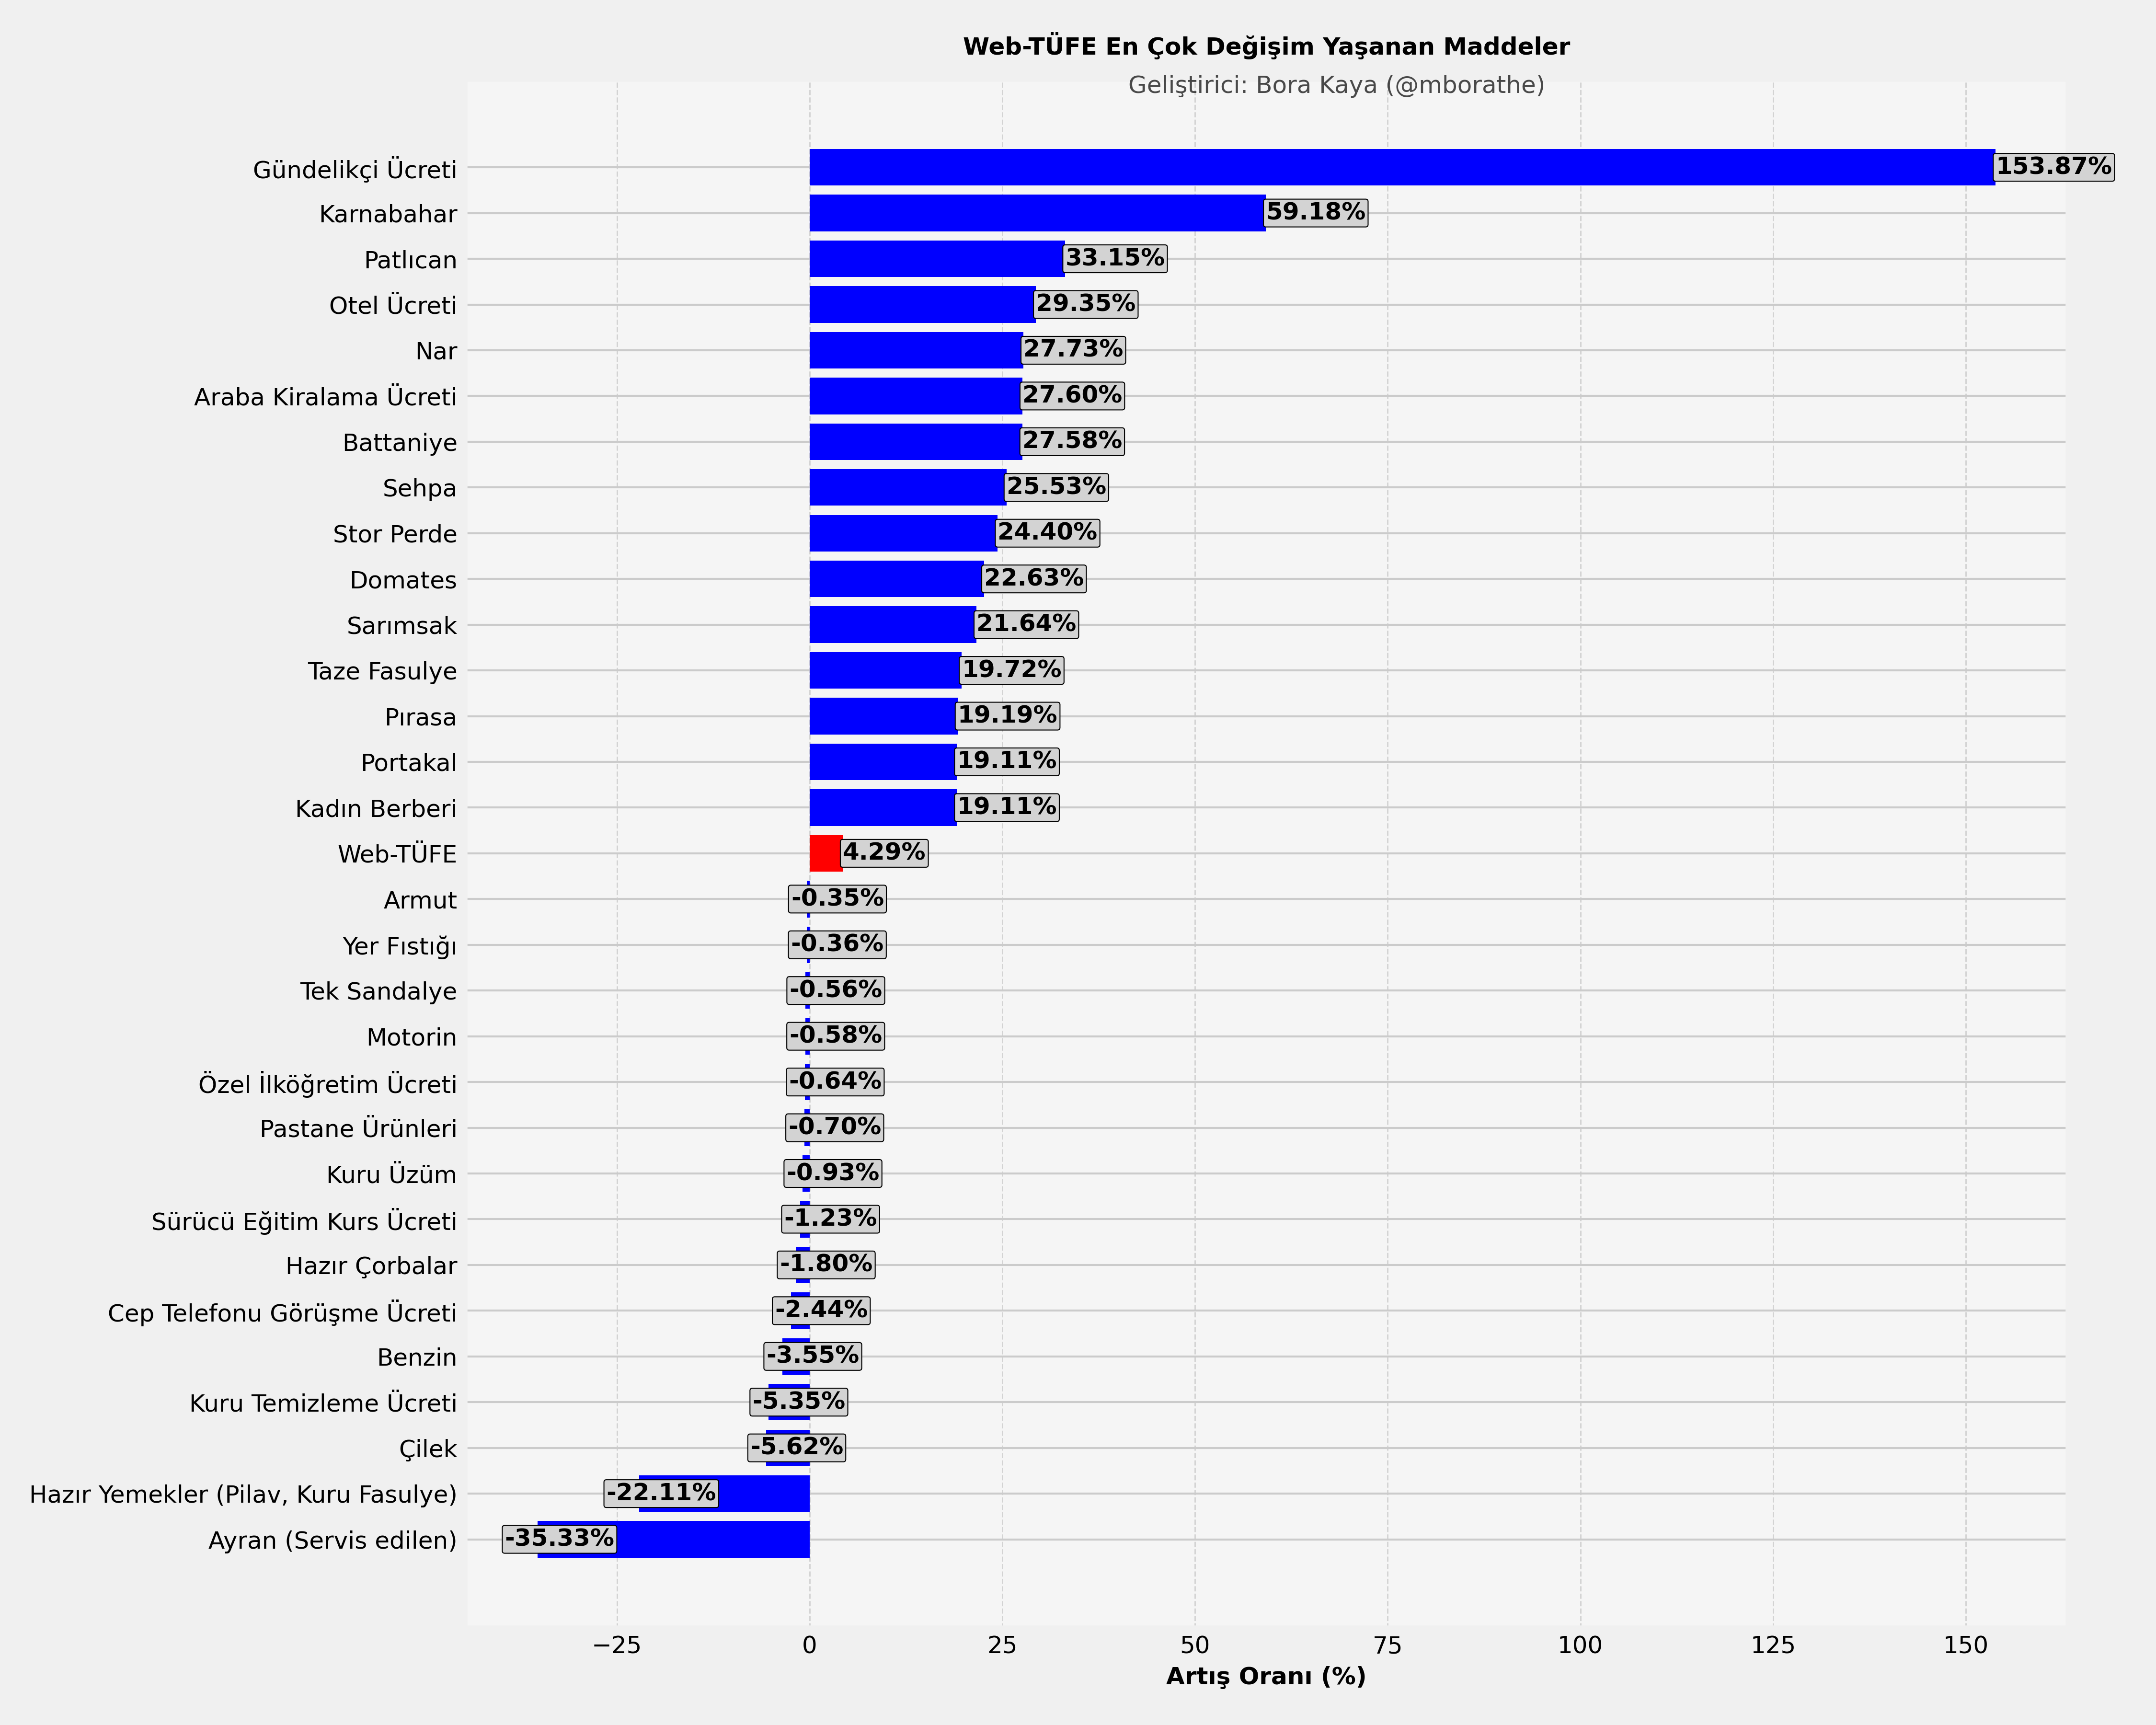 Web-TÜFE En Çok Değişim Yaşanan Maddeler
Geliştirici: Bora Kaya (@mborathe)
Gündelikçi Ücreti 153.87%
Karnabahar 59.18%
Patlıcan 33.15%
Otel Ücreti 29.35%
Nar 27.73%
Araba Kiralama Ücreti 27.60%
Battaniye 27.58%
Sehpa 25.53%
Stor Perde 24.40%
Domates 22.63%
Sarımsak 21.64%
Taze Fasulye 19.72%
Pırasa 19.19%
Portakal 19.11%
Kadın Berberi 19.11%
Web-TÜFE 4.29%
Armut -0.35%
Yer Fıstığı -0.36%
Tek Sandalye -0.56%
Motorin -0.58%
Özel İlköğretim Ücreti -0.64%
Pastane Ürünleri -0.70%
Kuru Üzüm -0.93%
Sürücü Eğitim Kurs Ücreti -1.23%
Hazır Çorbalar -1.80%
Cep Telefonu Görüşme Ücreti -2.44%
Benzin -3.55%
Kuru Temizleme Ücreti -5.35%
Çilek -5.62%
Hazır Yemekler (Pilav, Kuru Fasulye) -22.11%
Ayran (Servis edilen) -35.33%
−25 0 25 50 75 100 125 150
Artış Oranı (%)